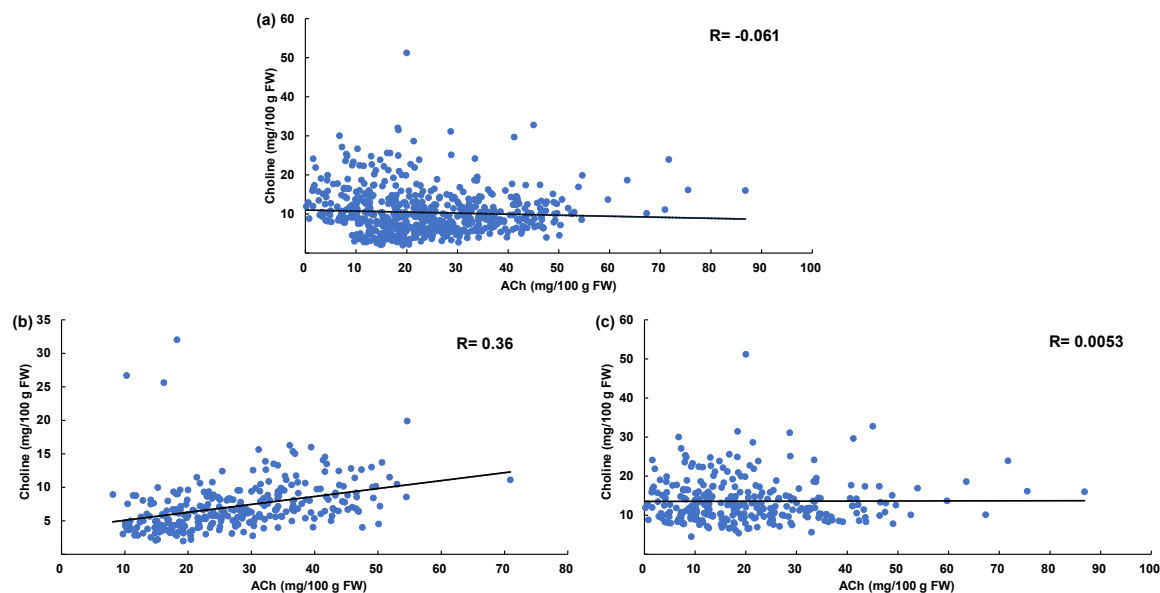 (a)
R= -0.061
Choline (mg/100 g FW)
60
50
40
30
20
10
0 10 20 30 40 50 60 70 80 90 100
ACh (mg/100 g FW)
(b)
R= 0.36
Choline (mg/100 g FW)
35
30
25
20
15
10
5
0 10 20 30 40 50 60 70 80
ACh (mg/100 g FW)
(c)
R= 0.0053
Choline (mg/100 g FW)
60
50
40
30
20
10
0 10 20 30 40 50 60 70 80 90 100
ACh (mg/100 g FW)